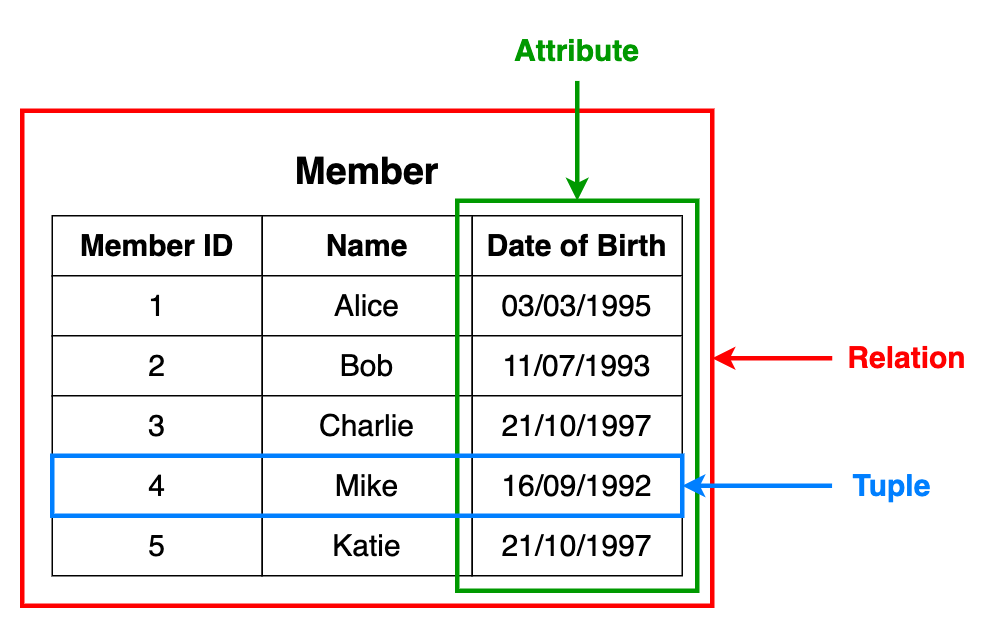 Attribute
Member
Member ID Name Date of Birth
1 Alice 03/03/1995
2 Bob 11/07/1993
Relation
3 Charlie 21/10/1997
4 Mike 16/09/1992
Tuple
5 Katie 21/10/1997